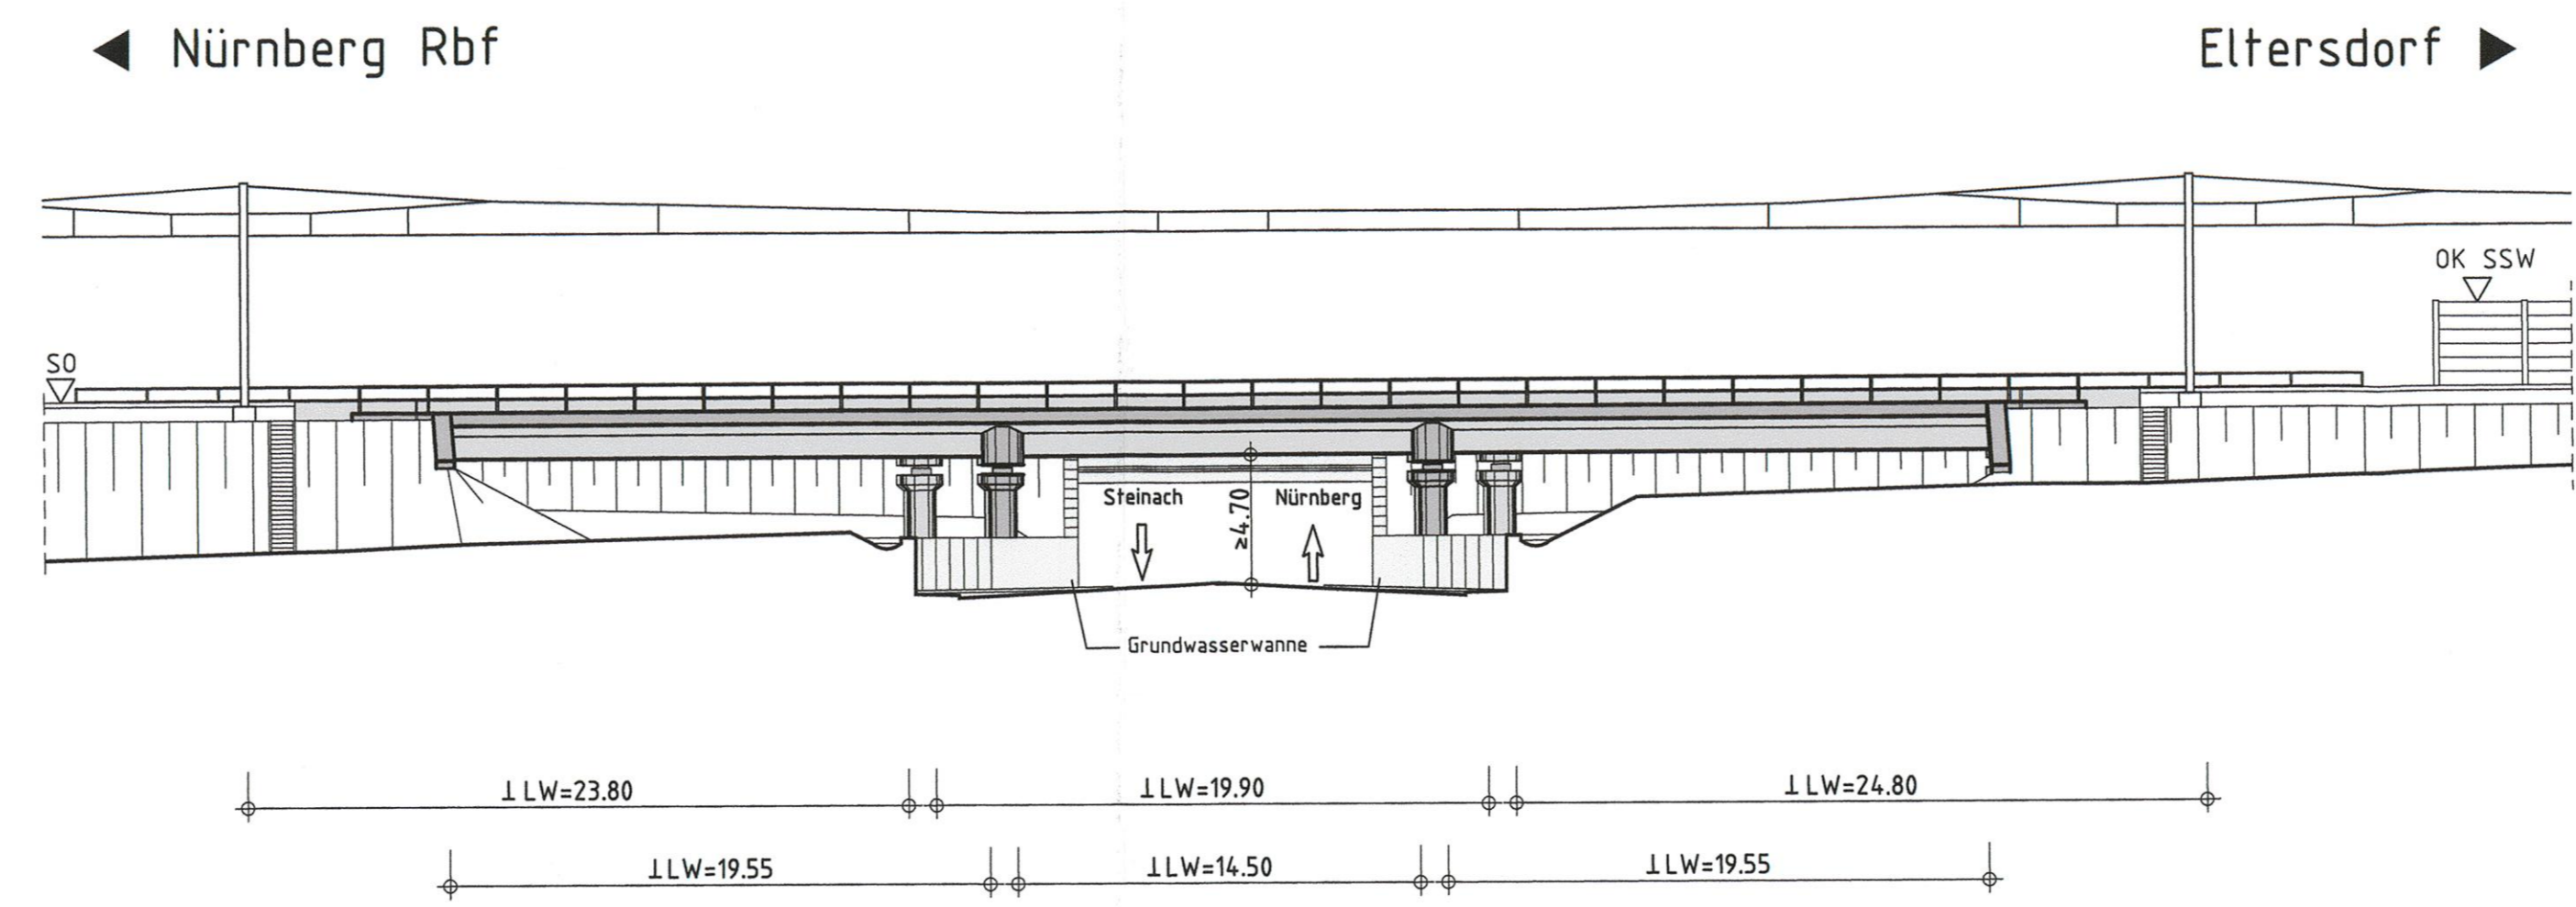 Nürnberg Rbf
Eltersdorf
OK SSW
SO
Steinach
≥4.70
Nürnberg
Grundwasserwanne
⊥LW=23.80
⊥LW=19.90
⊥LW=24.80
⊥LW=19.55
⊥LW=14.50
⊥LW=19.55